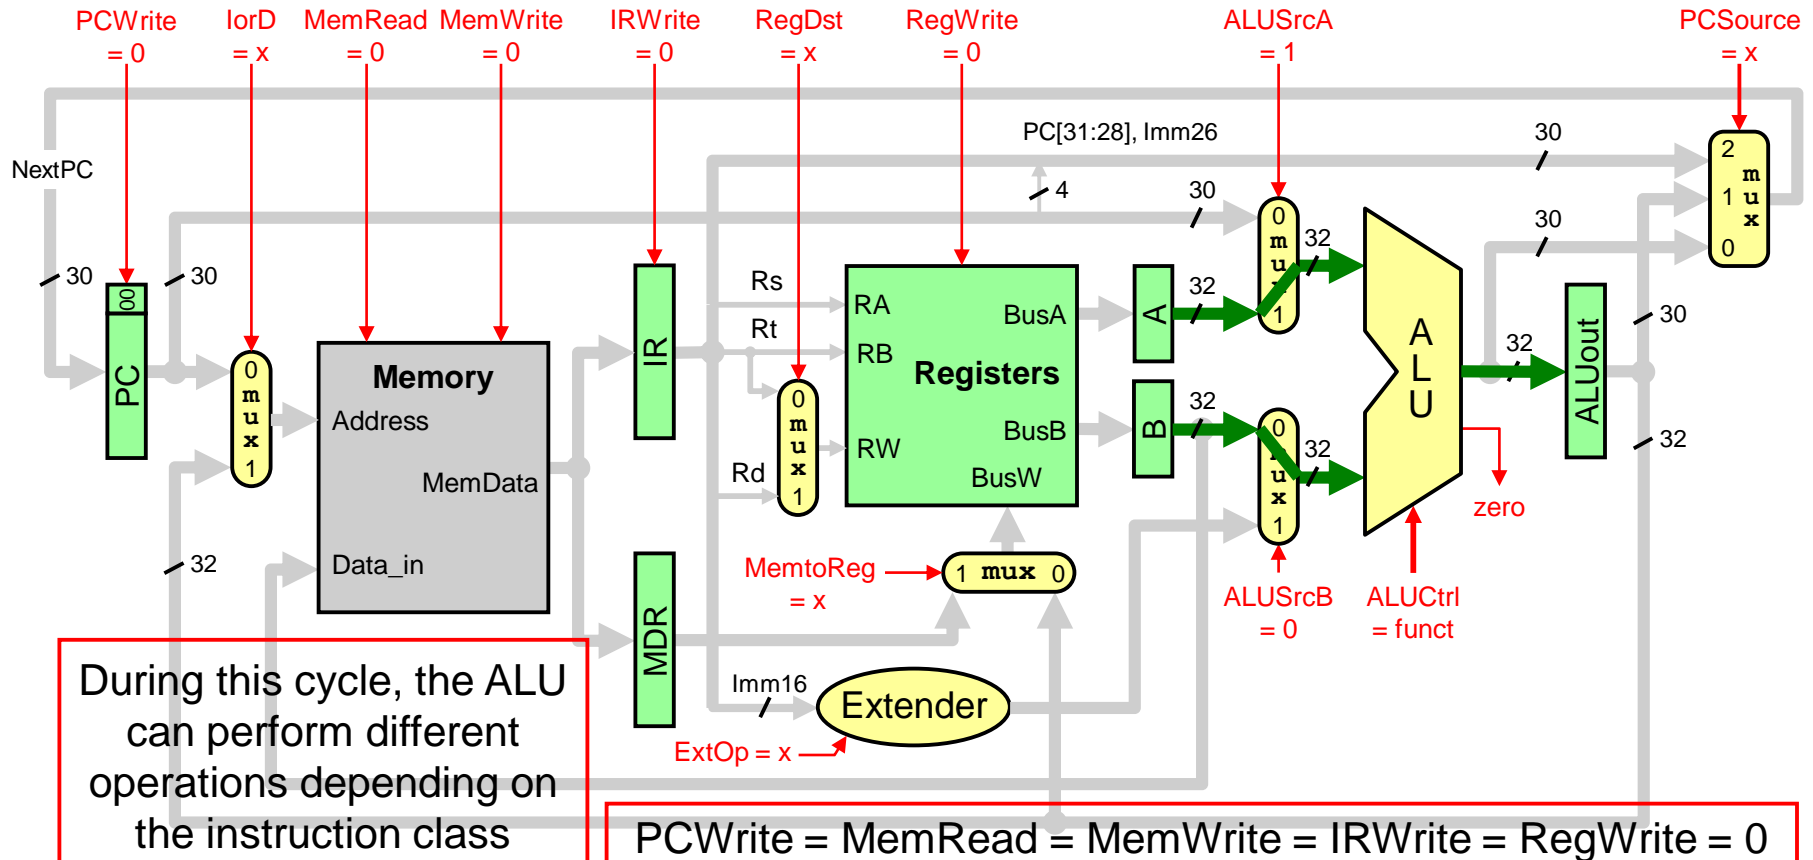 PCWrite
= 0
IorD
= x
MemRead
= 0
MemWrite
= 0
IRWrite
= 0
RegDst
= x
RegWrite
= 0
ALUSrcA
= 1
PCSource
= x
NextPC
PC[31:28], Imm26
30
4
30
30
30
30
00
PC
0
mux
1
Memory
Address
MemData
Data_in
32
IR
MDR
Rs
Rt
Rd
0
mux
1
RA
RB
RW
BusA
BusB
BusW
Registers
A
B
32
32
0
mux
1
32
0
mux
1
32
ALU
32
zero
ALUout
2
1
0
mux
30
32
MemtoReg
= x
1 mux 0
ALUSrcB
= 0
ALUCtrl
= funct
Imm16
Extender
ExtOp = x
During this cycle, the ALU
can perform different
operations depending on
the instruction class
PCWrite = MemRead = MemWrite = IRWrite = RegWrite = 0